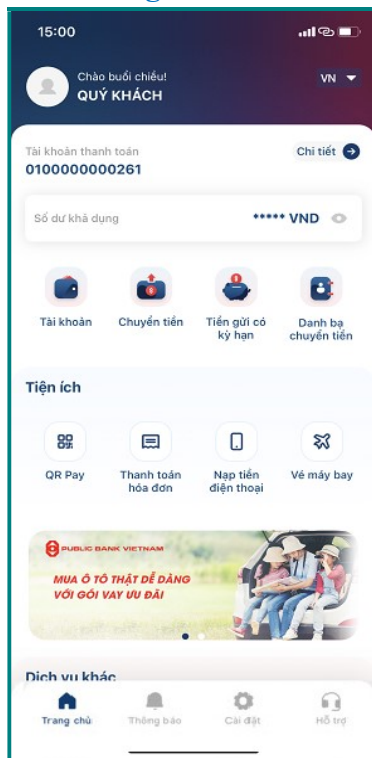 15:00
Chào buổi chiều!
QUÝ KHÁCH
VN
Tài khoản thanh toán
Chi tiết
0100000000261
Số dư khả dụng
***** VND
Tài khoản
Chuyển tiền
Tiền gửi có
kỳ hạn
Danh bạ
chuyển tiền
Tiện ích
QR Pay
Thanh toán
hóa đơn
Nạp tiền
điện thoại
Vé máy bay
PUBLIC BANK VIETNAM
MUA Ô TÔ THẬT DỄ DÀNG
VỚI GÓI VAY ƯU ĐÃI
Dịch vụ khác
Trang chủ
Thông báo
Cài đặt
Hỗ trợ